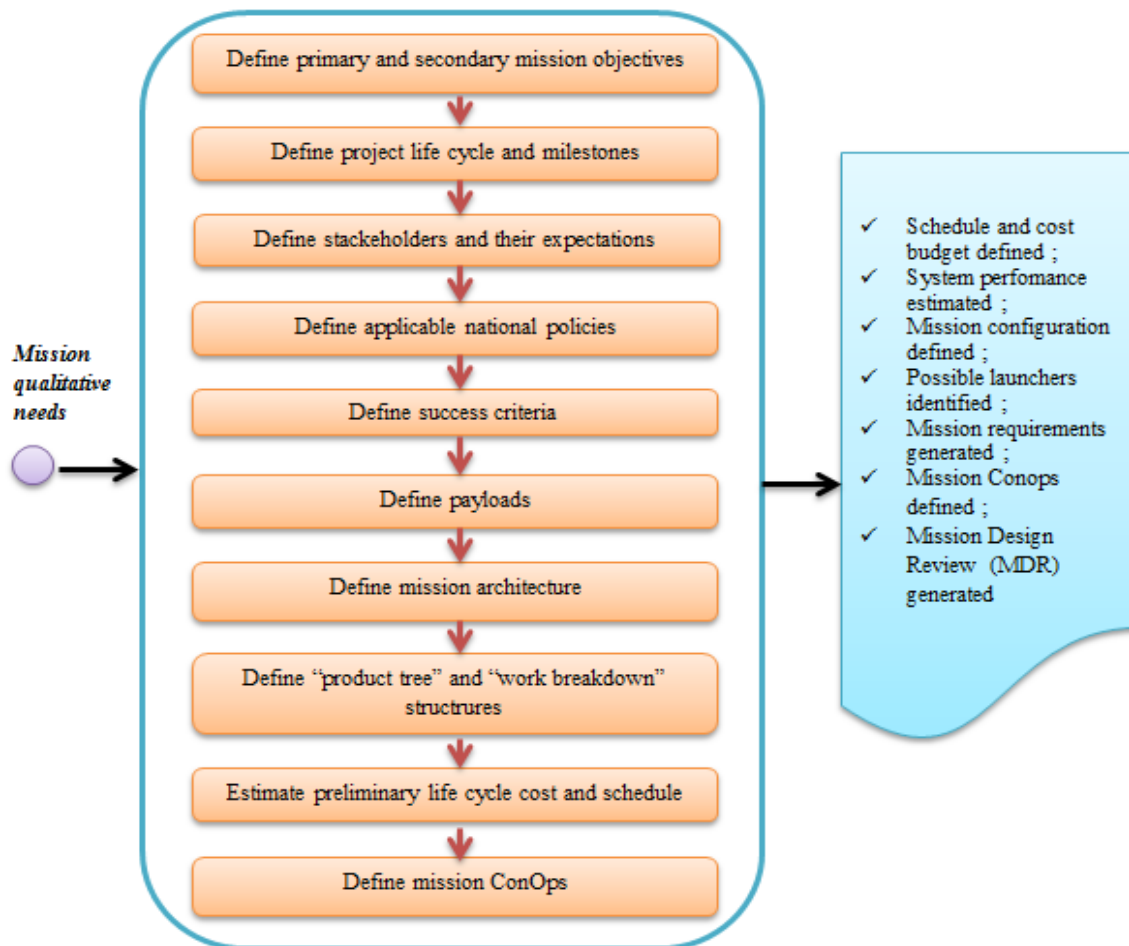 Define primary and secondary mission objectives
Define project life cycle and milestones
Define stackeholders and their expectations
Define applicable national policies
Define success criteria
Define payloads
Define mission architecture
Define “product tree” and “work breakdown”
structrures
Estimate preliminary life cycle cost and schedule
Define mission ConOps
Mission
qualitative
needs
✓ Schedule and cost
budget defined ;
✓ System perfomance
estimated ;
✓ Mission configuration
defined ;
✓ Possible launchers
identified ;
✓ Mission requirements
generated ;
✓ Mission Conops
defined ;
✓ Mission Design
Review (MDR)
generated